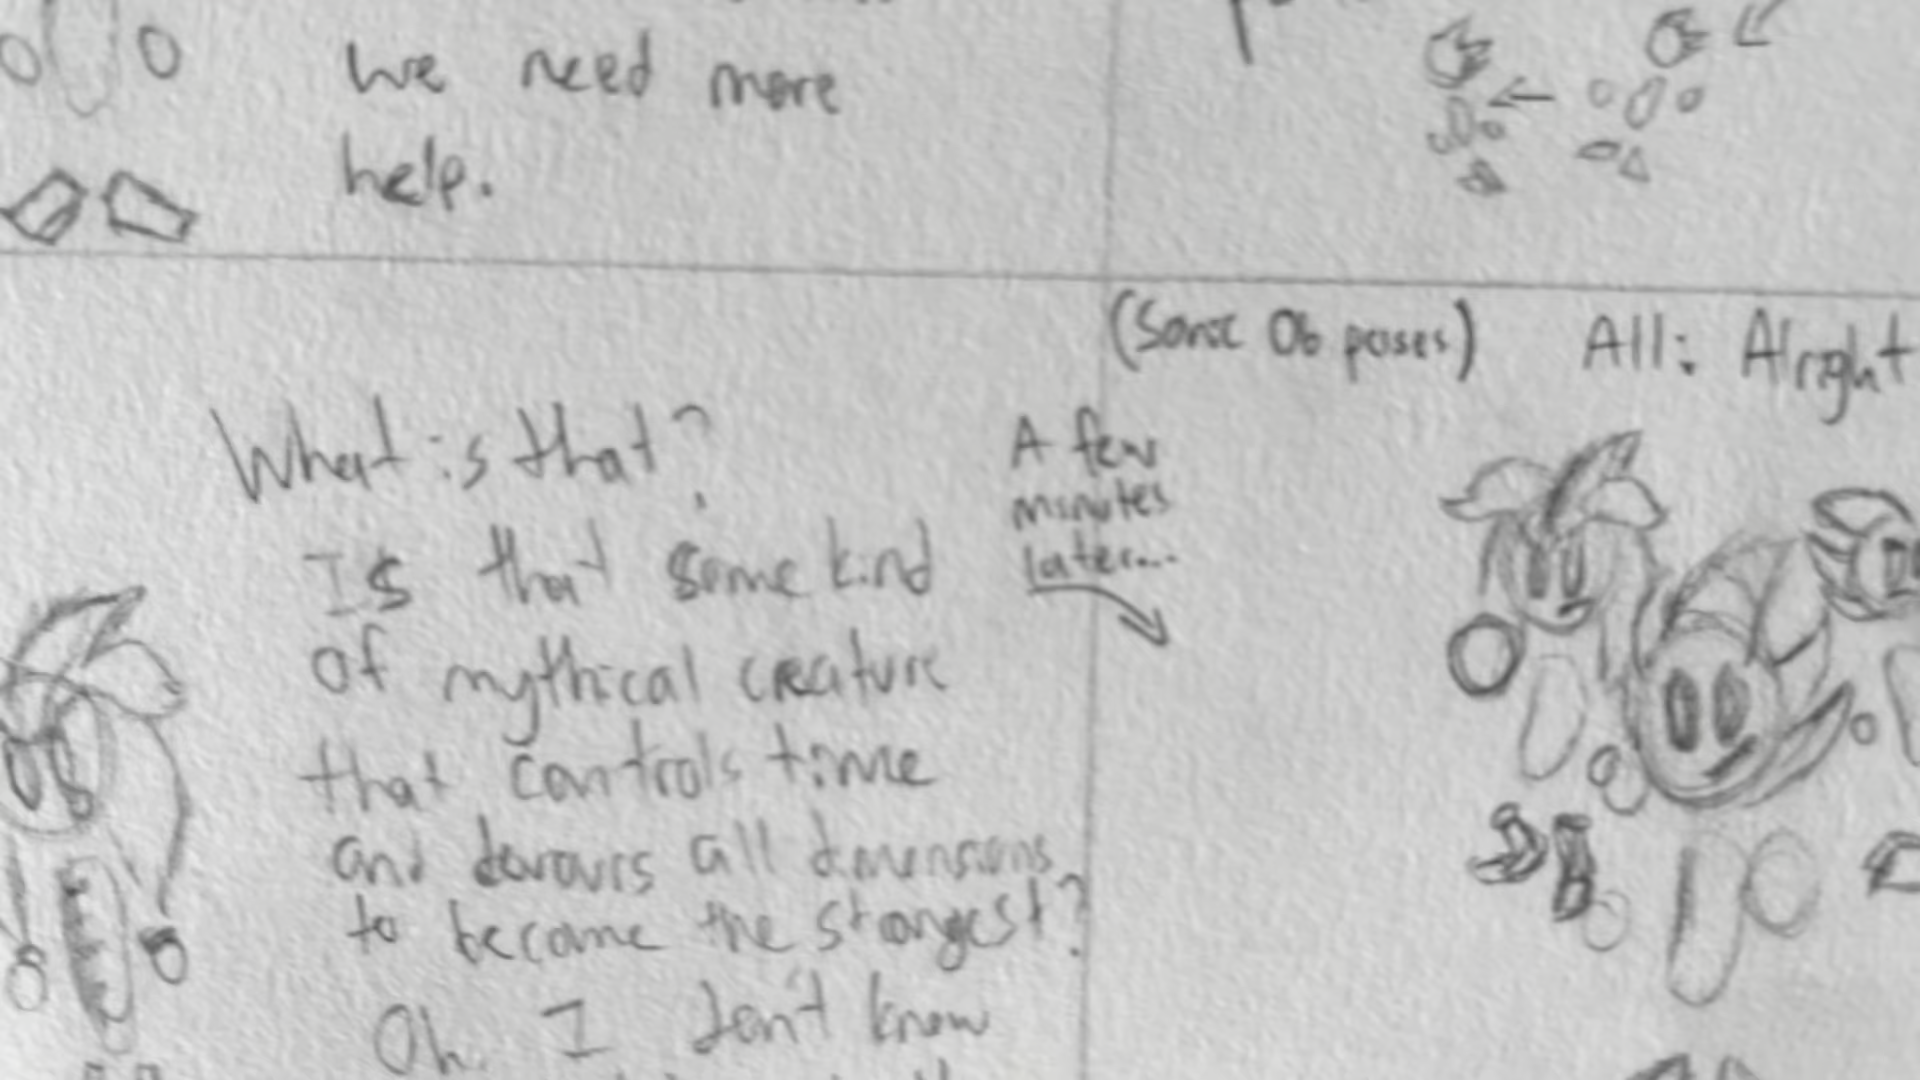 we need more
help.
What is that?
Is that some kind
of mythical creature
that controls time
and devours all dimensions
to become the strongest?
Oh. I don't know
A few
minutes
later...
(Sonic 06 poses)
All: Alright